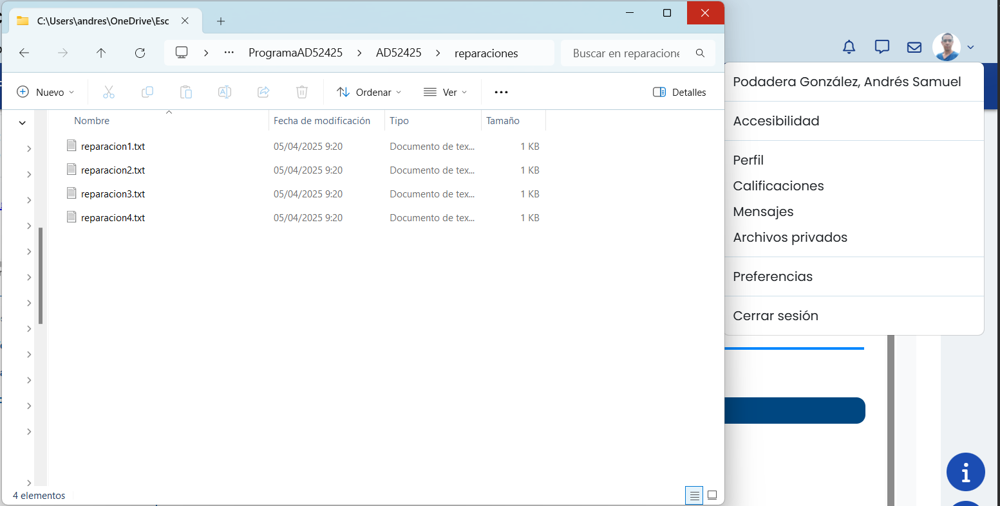 C:\Users\andres\OneDrive\Esc
ProgramaAD52425
AD52425
reparaciones
Buscar en reparacione
Nuevo
Ordenar
Ver
Detalles
Nombre
Fecha de modificación
Tipo
Tamaño
reparacion1.txt 05/04/2025 9:20 Documento de tex... 1 KB
reparacion2.txt 05/04/2025 9:20 Documento de tex... 1 KB
reparacion3.txt 05/04/2025 9:20 Documento de tex... 1 KB
reparacion4.txt 05/04/2025 9:20 Documento de tex... 1 KB
4 elementos
Podadera González, Andrés Samuel
Accesibilidad
Perfil
Calificaciones
Mensajes
Archivos privados
Preferencias
Cerrar sesión